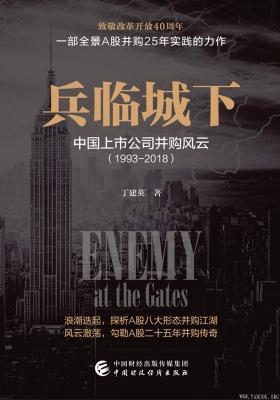 致敬改革开放40周年
一部全景A股并购25年实践的力作
兵临城下
中国上市公司并购风云
(1993-2018)
丁建英 著
ENEMY
at the Gates
浪潮迭起，探析A股八大形态并购江湖
风云激荡，勾勒A股二十五年并购传奇
中国财经出版传媒集团
中国财政经济出版社